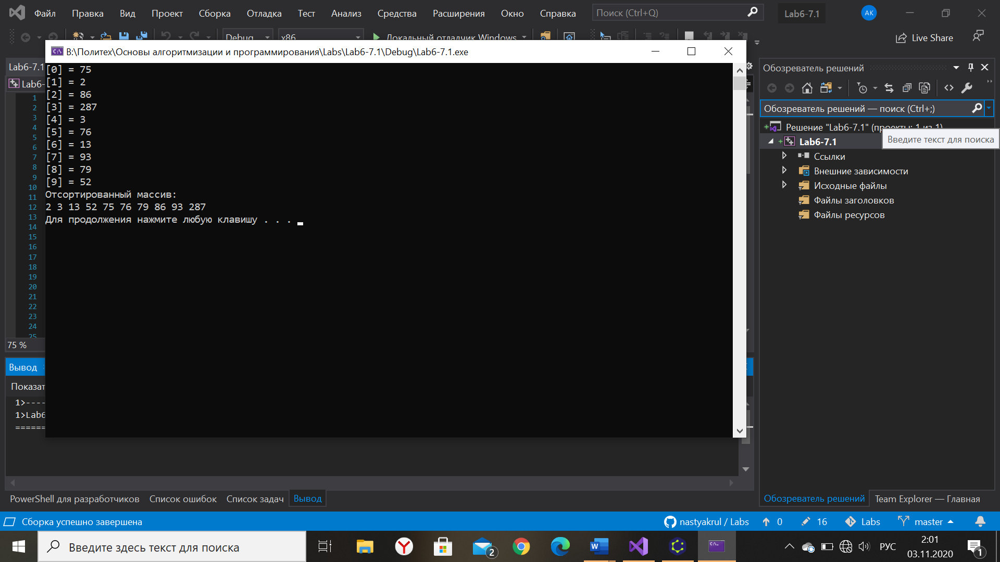 Файл Правка Вид Проект Сборка Отладка Тест Анализ Средства Расширения Окно Справка Поиск (Ctrl+Q) Lab6-7.1 АК
Debug x86 Локальный отладчик Windows Live Share
B:\Политех\Основы алгоритмизации и программирования\Labs\Lab6-7.1\Debug\Lab6-7.1.exe
Lab6-7.1
Lab6-
[0] = 75
[1] = 2
[2] = 86
[3] = 287
[4] = 3
[5] = 76
[6] = 13
[7] = 93
[8] = 79
[9] = 52
Отсортированный массив:
2 3 13 52 75 76 79 86 93 287
Для продолжения нажмите любую клавишу . . .
1
2
3
4
5
6
7
8
9
10
11
12
13
14
15
16
17
18
19
20
21
22
23
24
25
75 %
Вывод
Показат
1>----
1>Lab6
======
PowerShell для разработчиков Список ошибок Список задач Вывод
Обозреватель решений
Обозреватель решений — поиск (Ctrl+;)
Решение "Lab6-7.1" (проекты: 1 из 1)
Lab6-7.1
Введите текст для поиска
Ссылки
Внешние зависимости
Исходные файлы
Файлы заголовков
Файлы ресурсов
Обозреватель решений Team Explorer — Главная
Сборка успешно завершена nastyakrul / Labs 0 16 Labs master
Введите здесь текст для поиска 2 РУС 2:01
03.11.2020 1